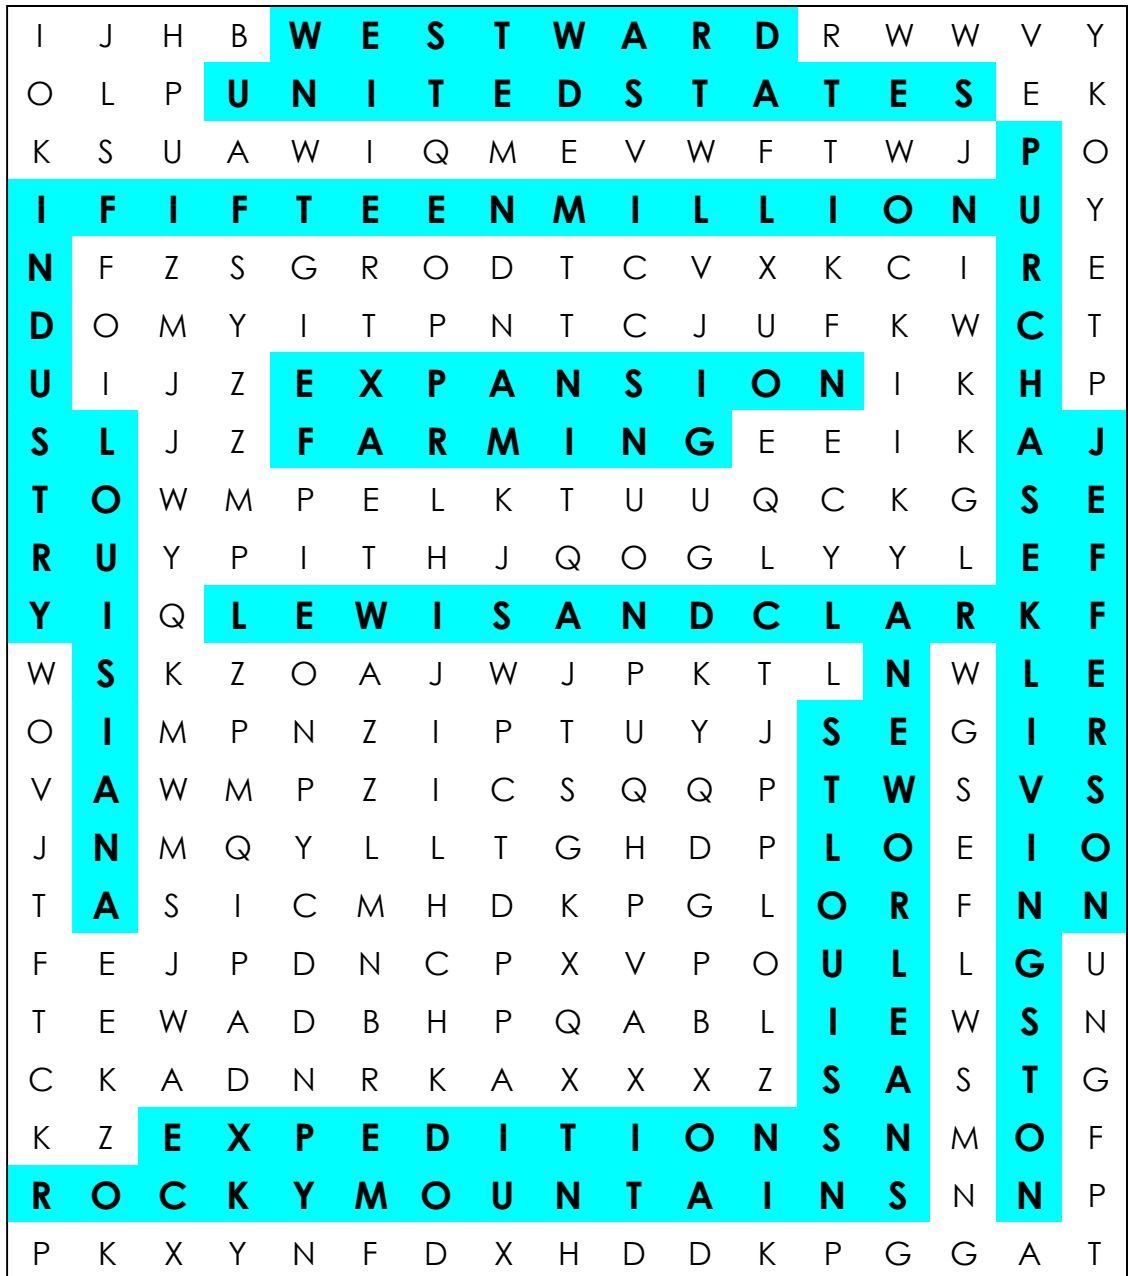 I J H B W E S T W A R D R W W V Y
O L P U N I T E D S T A T E S E K
K S U A W I Q M E V W F T W J P O
I F I F T E E N M I L L I O N U Y
N F Z S G R O D T C V X K C I R E
D O M Y I T P N T C J U F K W C T
U I J Z E X P A N S I O N I K H P
S L J Z F A R M I N G E E I K A J
T O W M P E L K T U U Q C K G S E
R U Y P I T H J Q O G L Y Y L E F
Y I Q L E W I S A N D C L A R K F
W S K Z O A J W J P K T L N W L E
O I M P N Z I P T U Y J S E G I R
V A W M P Z I C S Q Q P T W S V S
J N M Q Y L L T G H D P L O E I O
T A S I C M H D K P G L O R F N N
F E J P D N C P X V P O U L L G U
T E W A D B H P Q A B L I E W S N
C K A D N R K A X X X Z S A S T G
K Z E X P E D I T I O N S N M O F
R O C K Y M O U N T A I N S N N P
P K X Y N F D X H D D K P G G A T